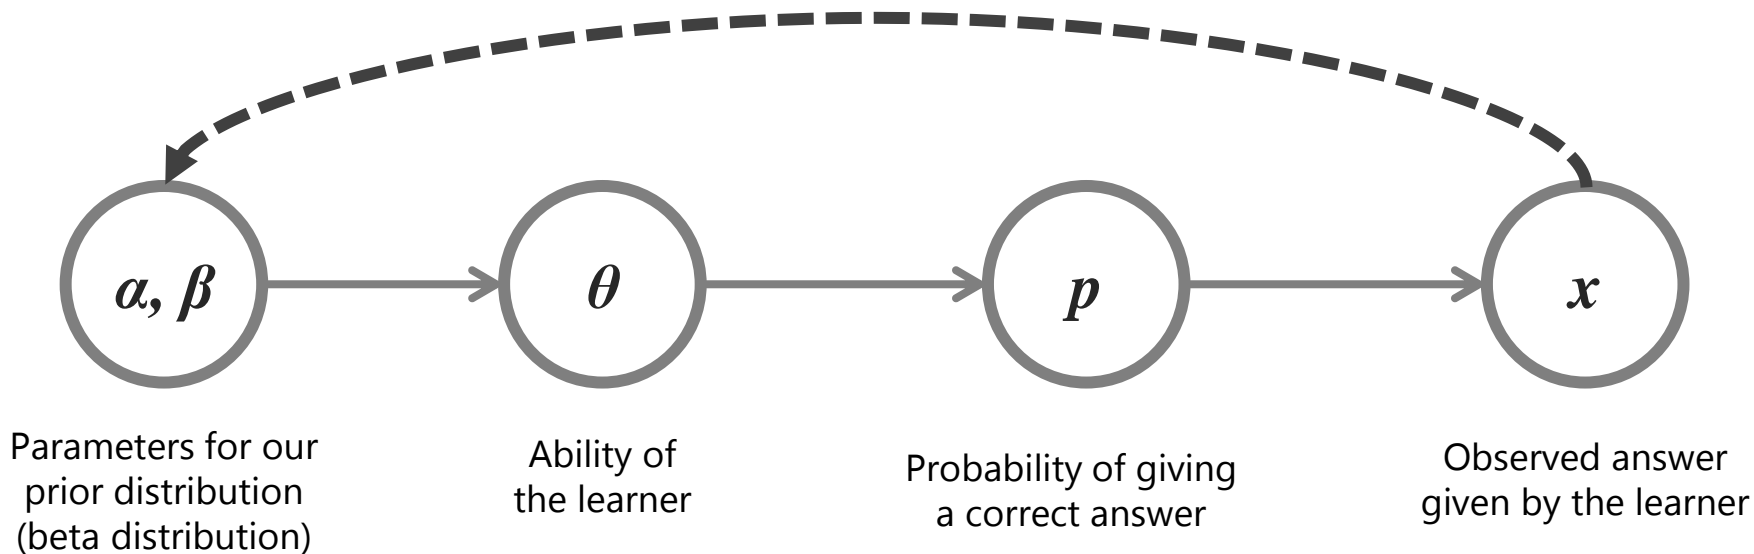 α, β
θ
p
x
Parameters for our
prior distribution
(beta distribution)
Ability of
the learner
Probability of giving
a correct answer
Observed answer
given by the learner